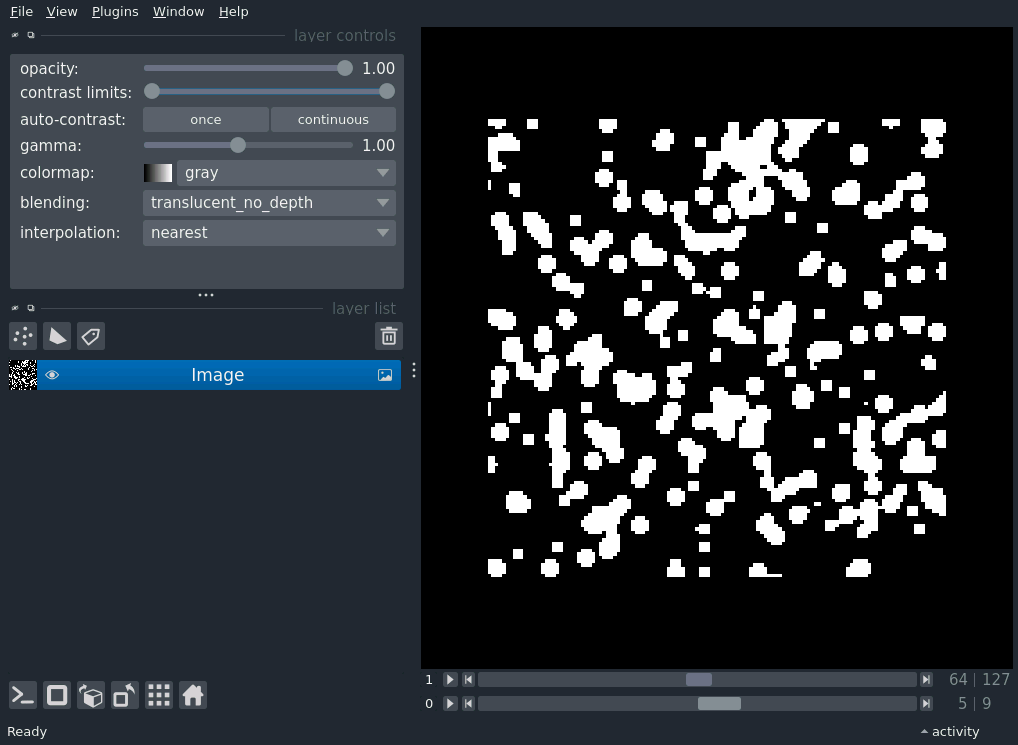 File View Plugins Window Help
layer controls
opacity: 1.00
contrast limits:
auto-contrast: once continuous
gamma: 1.00
colormap: gray
blending: translucent_no_depth
interpolation: nearest
layer list
Image
1 64 | 127
0 5 | 9
Ready activity